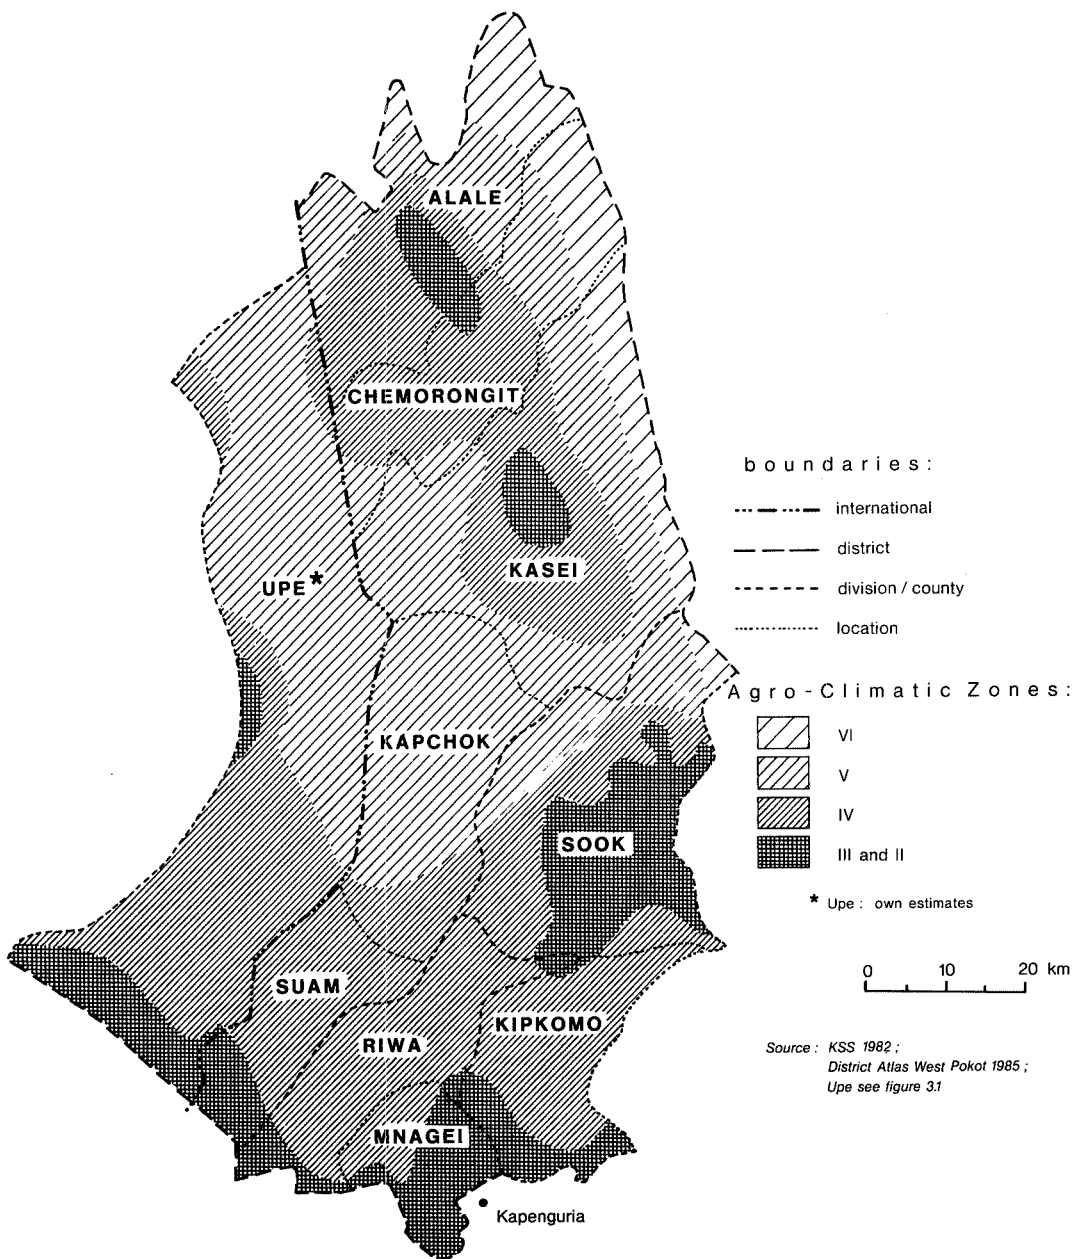 ALALE
CHEMORONGIT
KASEI
UPE*
KAPCHOK
SOOK
SUAM
KIPKOMO
RIWA
MNAGEI
Kapenguria
boundaries:
international
district
division / county
location
Agro-Climatic Zones:
VI
V
IV
III and II
* Upe : own estimates
0 10 20 km
Source : KSS 1982 ;
District Atlas West Pokot 1985 ;
Upe see figure 3.1